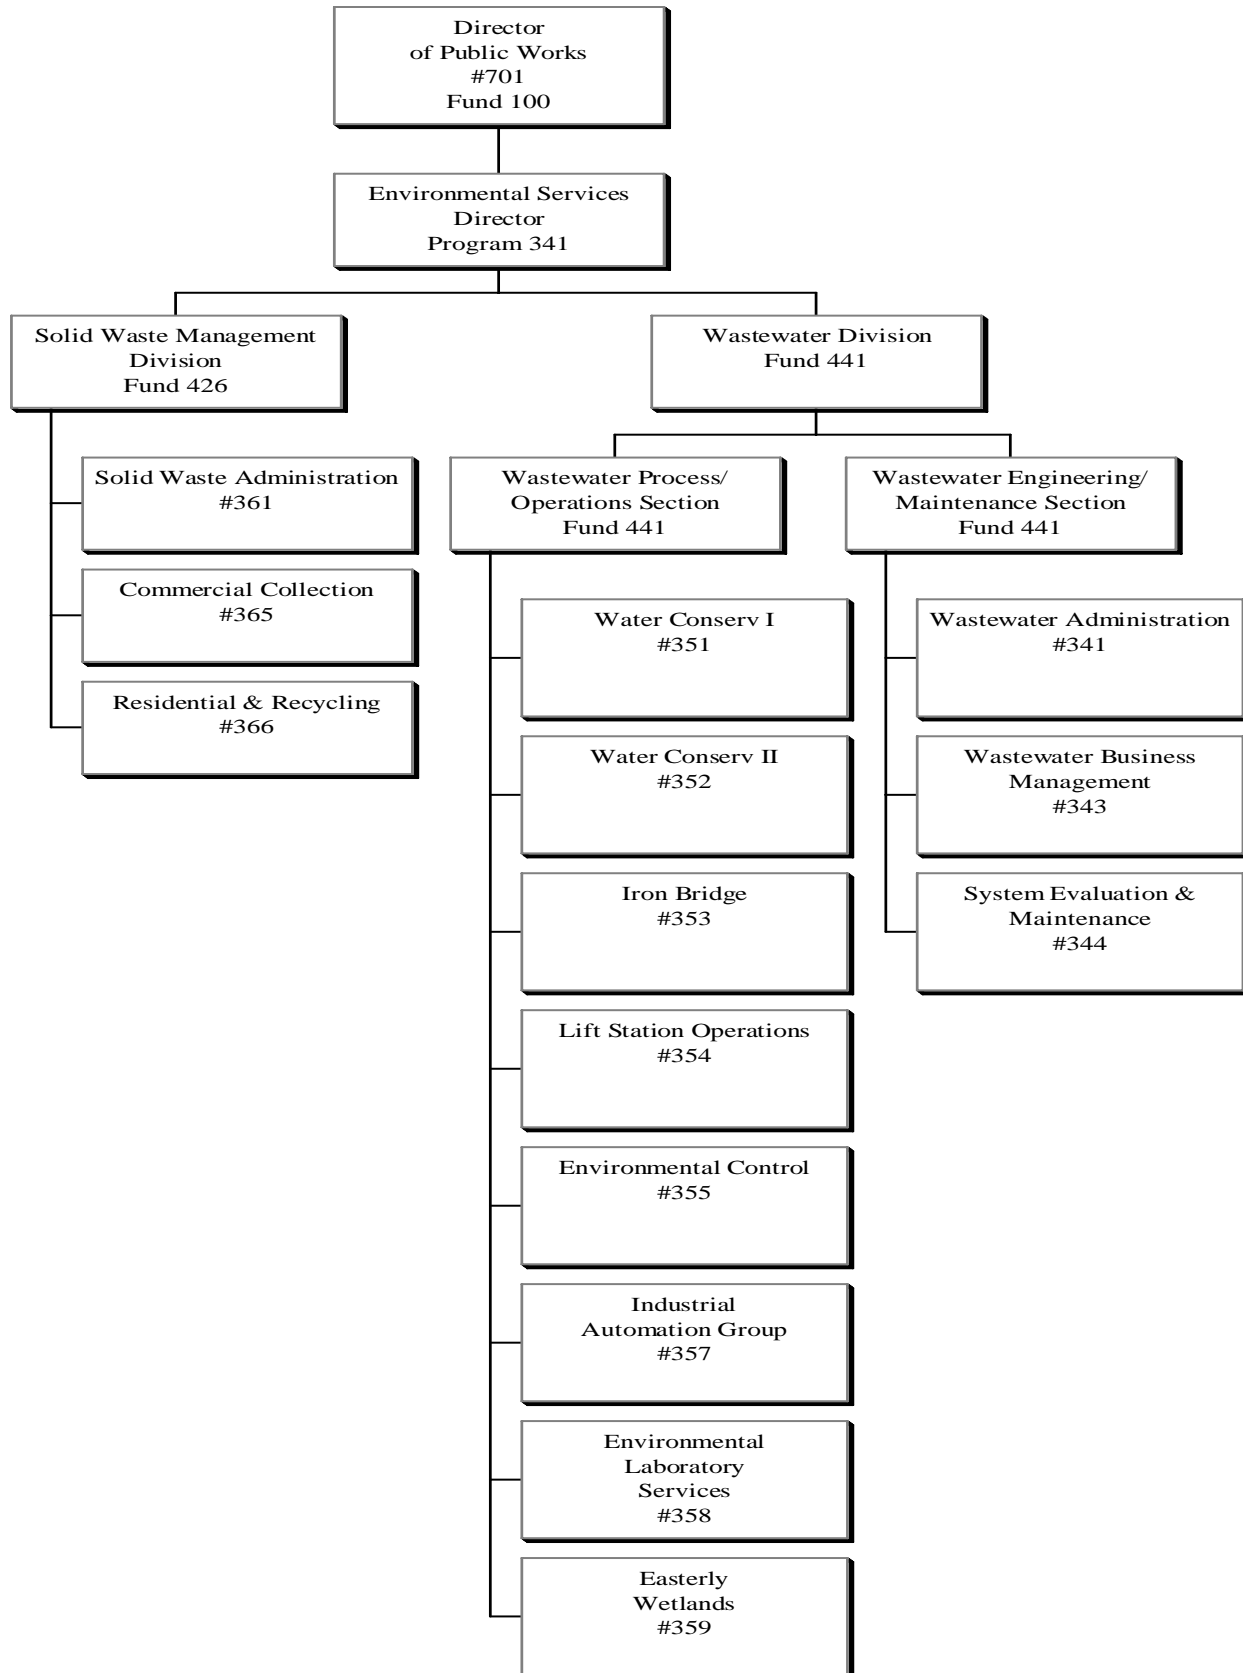 Director
of Public Works
#701
Fund 100
Environmental Services
Director
Program 341
Solid Waste Management
Division
Fund 426
Wastewater Division
Fund 441
Solid Waste Administration
#361
Commercial Collection
#365
Residential & Recycling
#366
Wastewater Process/
Operations Section
Fund 441
Wastewater Engineering/
Maintenance Section
Fund 441
Water Conserv I
#351
Water Conserv II
#352
Iron Bridge
#353
Lift Station Operations
#354
Environmental Control
#355
Industrial
Automation Group
#357
Environmental
Laboratory
Services
#358
Easterly
Wetlands
#359
Wastewater Administration
#341
Wastewater Business
Management
#343
System Evaluation &
Maintenance
#344